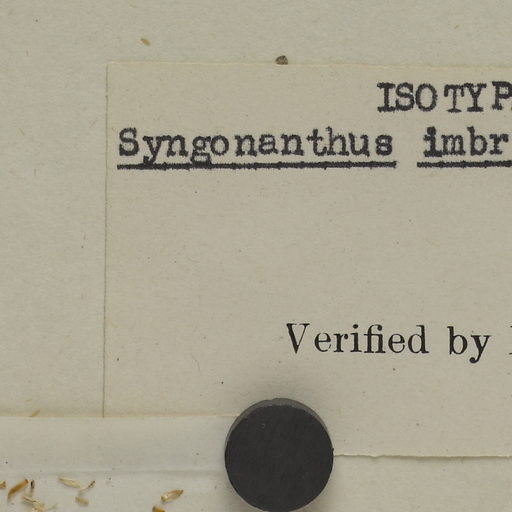 ISOTYP
Syngonanthus imbr
Verified by